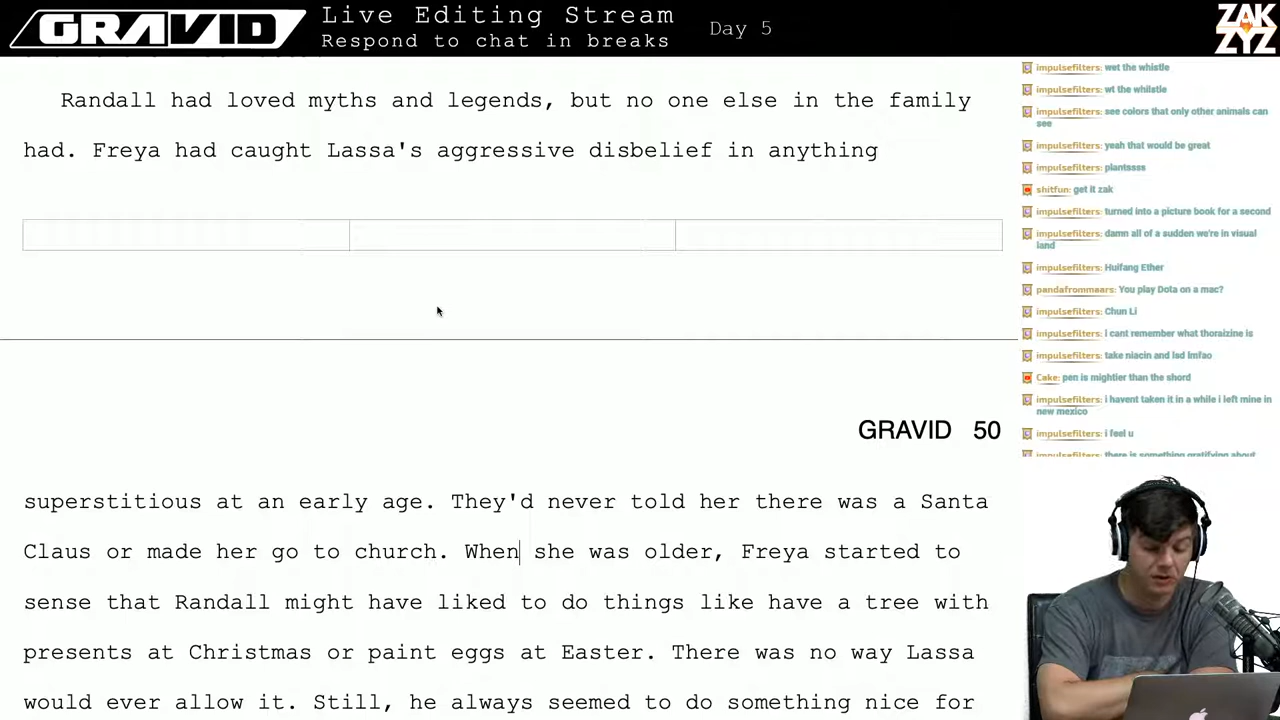 GRAVID
Live Editing Stream
Respond to chat in breaks
Day 5
ZAK
ZYZ
Randall had loved myths and legends, but no one else in the family
had. Freya had caught Lassa's aggressive disbelief in anything
GRAVID 50
superstitious at an early age. They'd never told her there was a Santa
Claus or made her go to church. When she was older, Freya started to
sense that Randall might have liked to do things like have a tree with
presents at Christmas or paint eggs at Easter. There was no way Lassa
would ever allow it. Still, he always seemed to do something nice for
impulsefilters: wet the whistle
impulsefilters: wt the whilstle
impulsefilters: see colors that only other animals can
see
impulsefilters: yeah that would be great
impulsefilters: plantssss
shitfun: get it zak
impulsefilters: turned into a picture book for a second
impulsefilters: damn all of a sudden we're in visual
land
impulsefilters: Huifang Ether
pandafrommaars: You play Dota on a mac?
impulsefilters: Chun Li
impulsefilters: i cant remember what thoraizine is
impulsefilters: take niacin and lsd lmfao
Cake: pen is mightier than the shord
impulsefilters: i havent taken it in a while i left mine in
new mexico
impulsefilters: i feel u
impulsefilters: there is something gratifying about